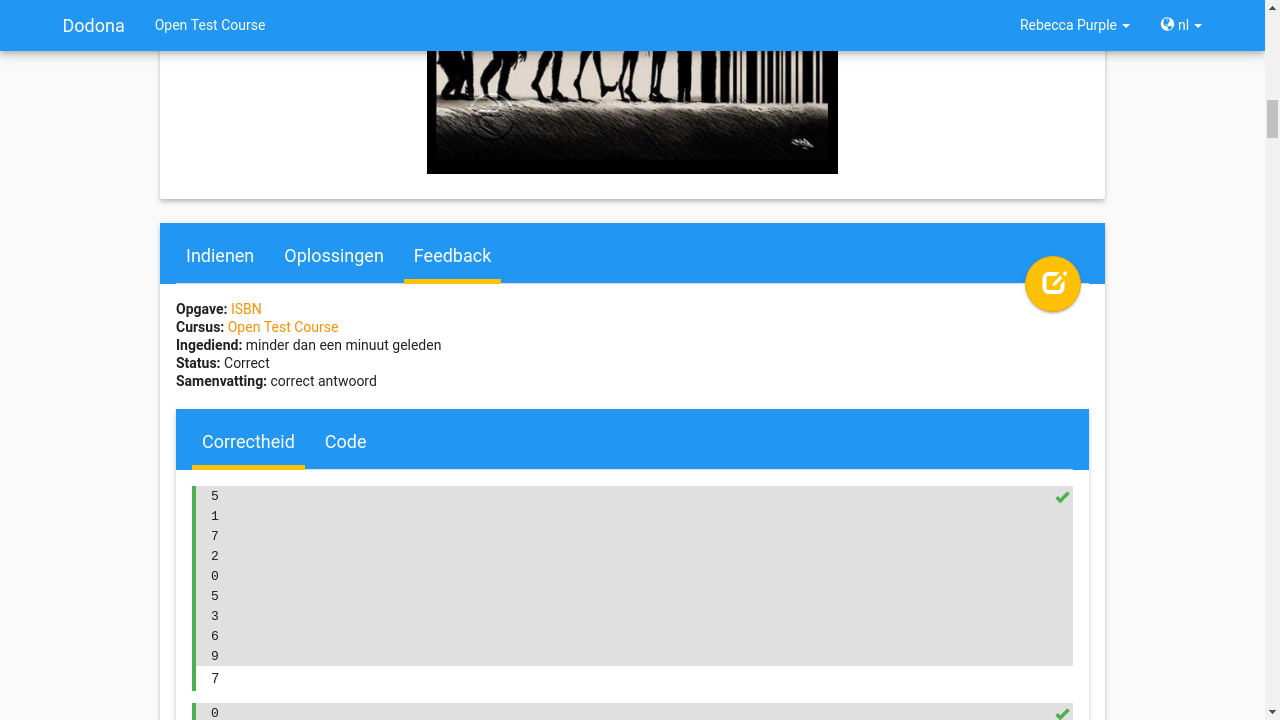 Dodona Open Test Course Rebecca Purple nl
Indienen Oplossingen Feedback
Opgave: ISBN
Cursus: Open Test Course
Ingediend: minder dan een minuut geleden
Status: Correct
Samenvatting: correct antwoord
Correctheid Code
5
1
7
2
0
5
3
6
9
7
0